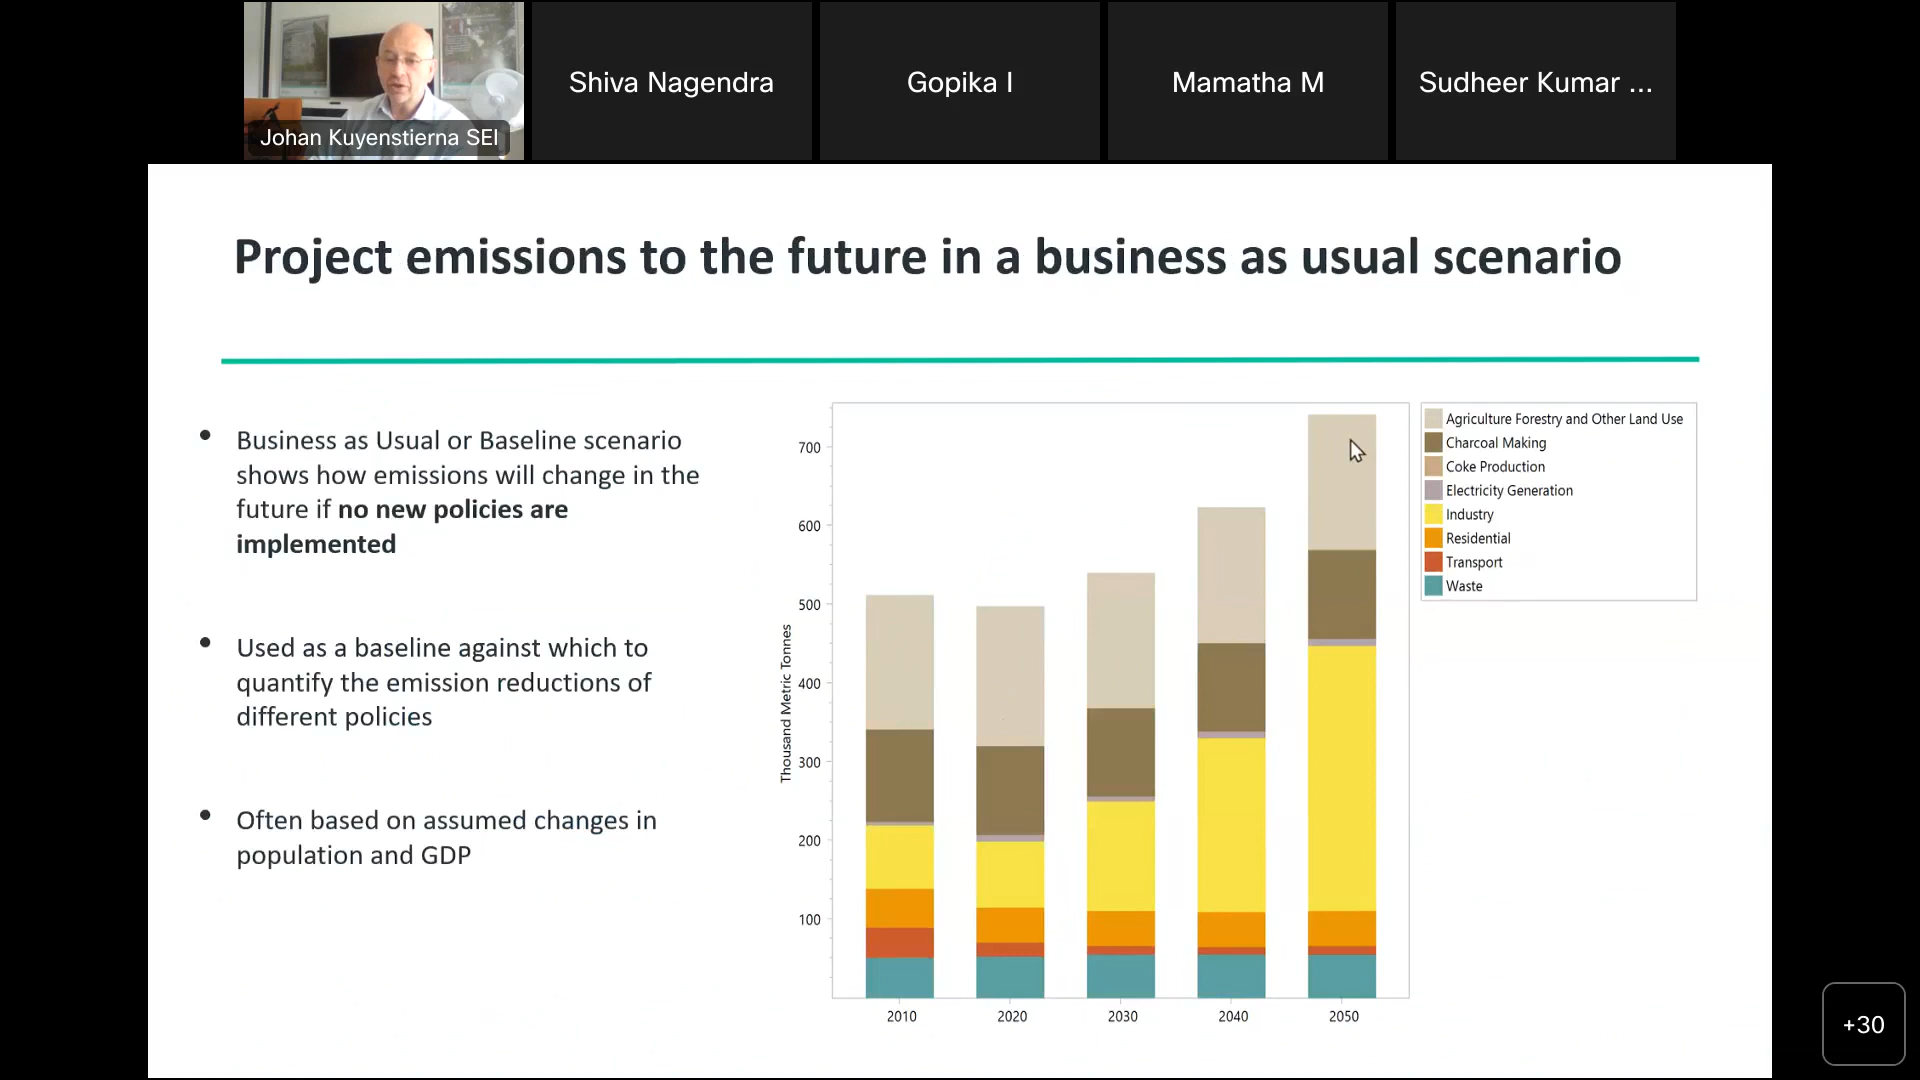 Johan Kuyenstierna SEI
Shiva Nagendra
Gopika I
Mamatha M
Sudheer Kumar ...
Project emissions to the future in a business as usual scenario
• Business as Usual or Baseline scenario
shows how emissions will change in the
future if no new policies are
implemented
• Used as a baseline against which to
quantify the emission reductions of
different policies
• Often based on assumed changes in
population and GDP
Thousand Metric Tonnes
700
600
500
400
300
200
100
2010
2020
2030
2040
2050
Agriculture Forestry and Other Land Use
Charcoal Making
Coke Production
Electricity Generation
Industry
Residential
Transport
Waste
+30